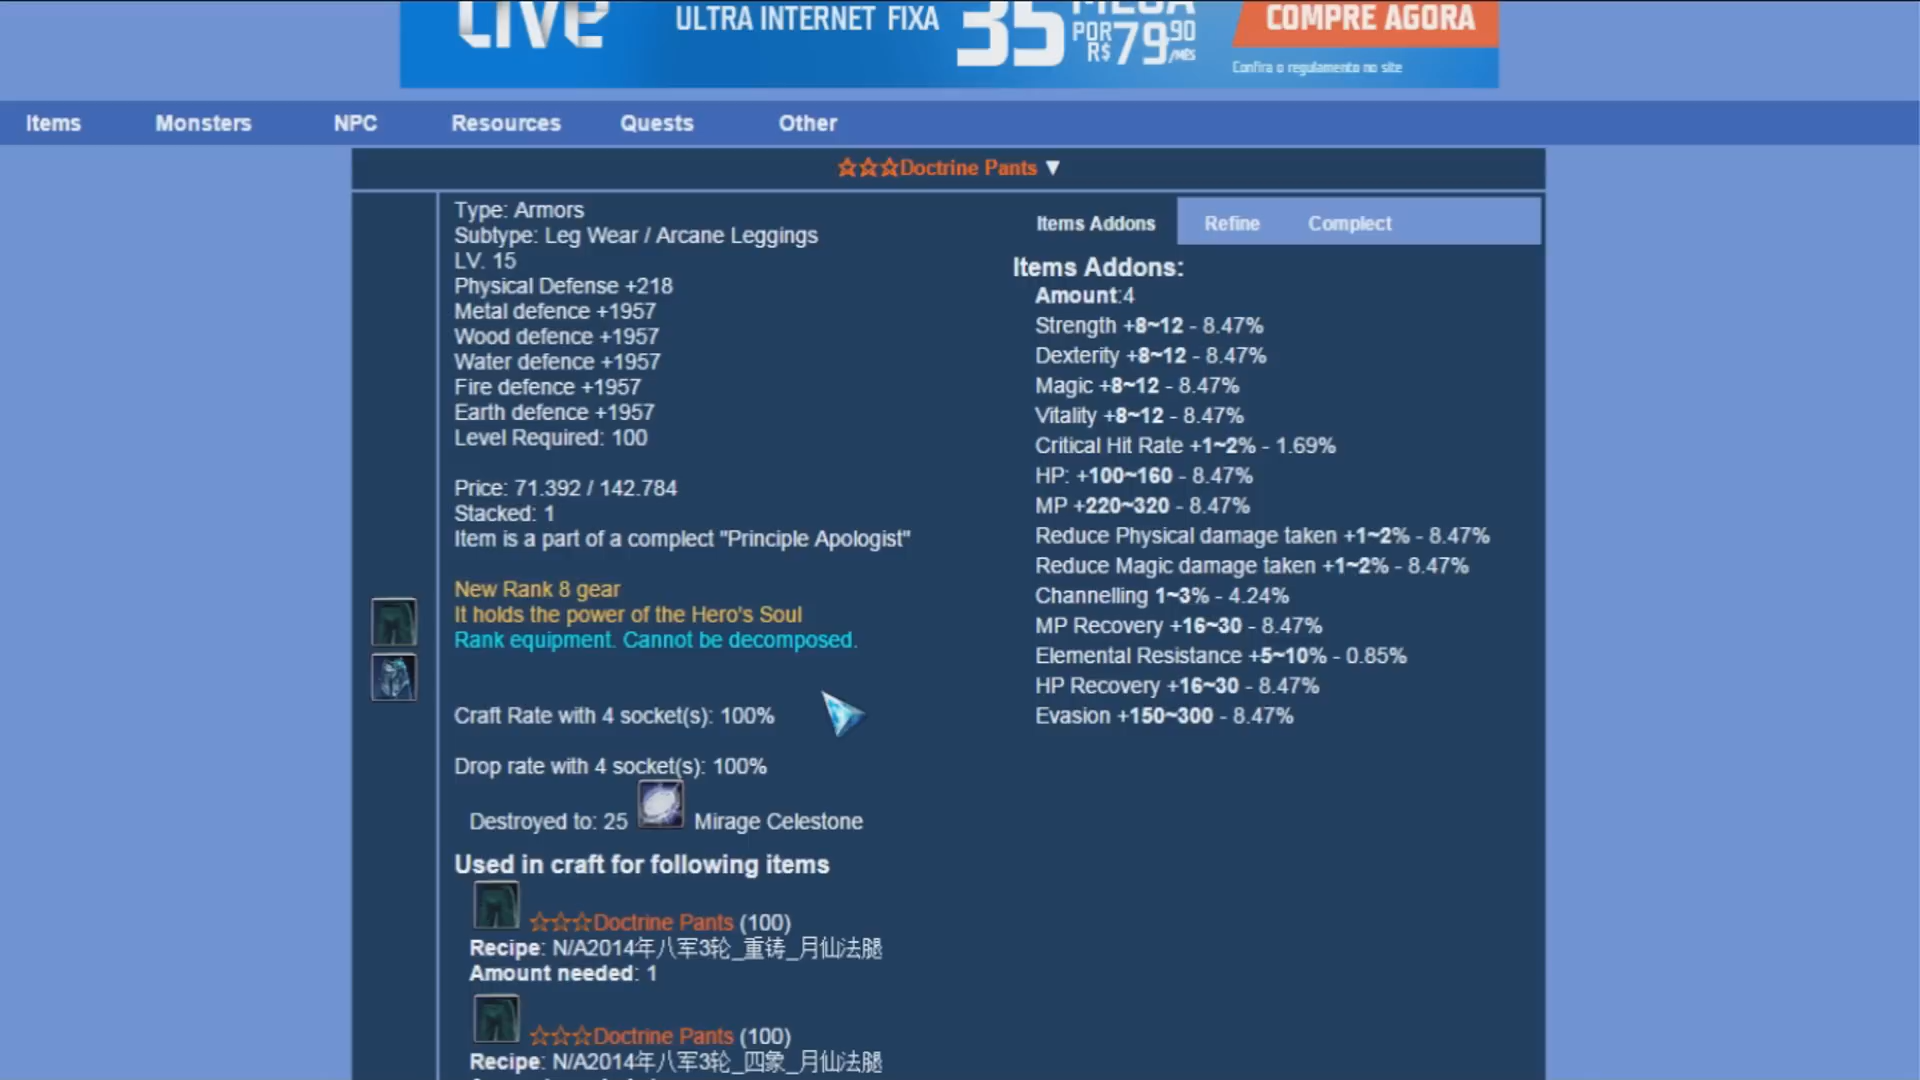 LIVE
ULTRA INTERNET FIXA
35
MEGA
POR
R$79,90
/MÊS
COMPRE AGORA
Confira o regulamento no site
Items Monsters NPC Resources Quests Other
☆☆☆Doctrine Pants ▼
Type: Armors
Subtype: Leg Wear / Arcane Leggings
LV. 15
Physical Defense +218
Metal defence +1957
Wood defence +1957
Water defence +1957
Fire defence +1957
Earth defence +1957
Level Required: 100
Price: 71.392 / 142.784
Stacked: 1
Item is a part of a complect "Principle Apologist"
New Rank 8 gear
It holds the power of the Hero's Soul
Rank equipment. Cannot be decomposed.
Craft Rate with 4 socket(s): 100%
Drop rate with 4 socket(s): 100%
Destroyed to: 25 Mirage Celestone
Used in craft for following items
☆☆☆Doctrine Pants (100)
Recipe: N/A2014年八军3轮_重铸_月仙法腿
Amount needed: 1
☆☆☆Doctrine Pants (100)
Recipe: N/A2014年八军3轮_四象_月仙法腿
Items Addons Refine Complect
Items Addons:
Amount:4
Strength +8~12 - 8.47%
Dexterity +8~12 - 8.47%
Magic +8~12 - 8.47%
Vitality +8~12 - 8.47%
Critical Hit Rate +1~2% - 1.69%
HP: +100~160 - 8.47%
MP +220~320 - 8.47%
Reduce Physical damage taken +1~2% - 8.47%
Reduce Magic damage taken +1~2% - 8.47%
Channelling 1~3% - 4.24%
MP Recovery +16~30 - 8.47%
Elemental Resistance +5~10% - 0.85%
HP Recovery +16~30 - 8.47%
Evasion +150~300 - 8.47%